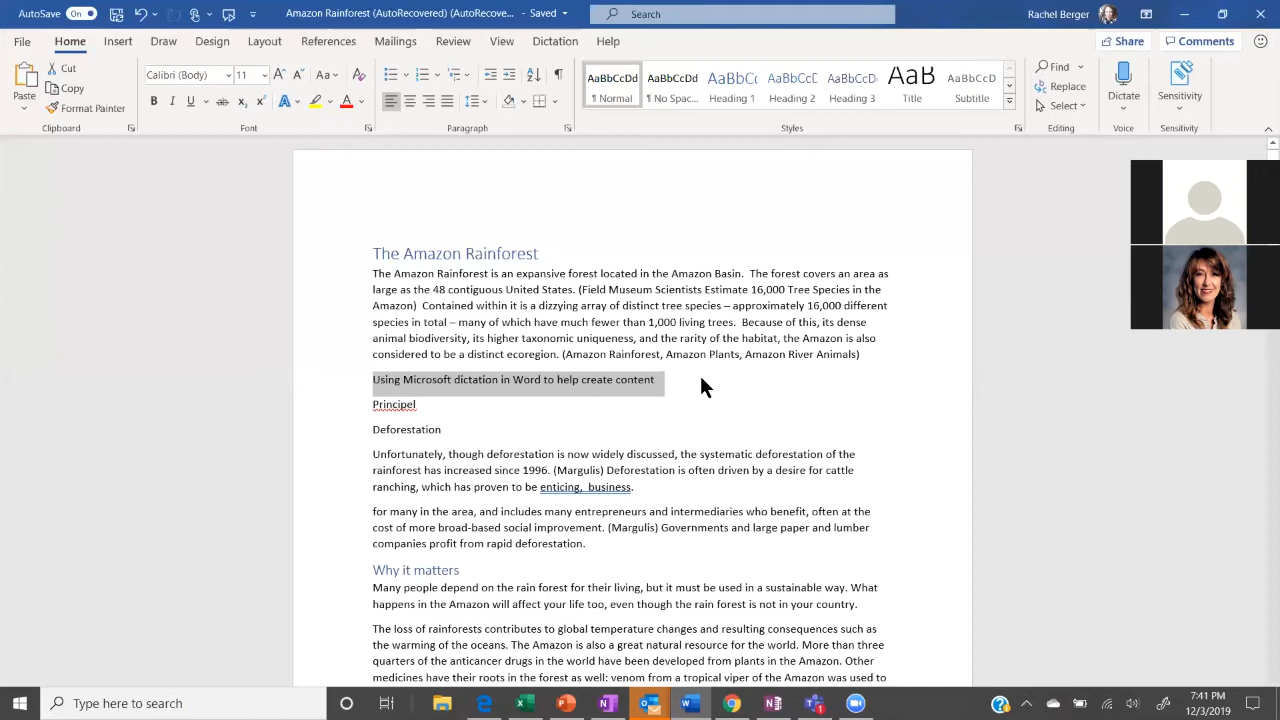 AutoSave On Amazon Rainforest (AutoRecovered) (AutoRecove... - Saved Search Rachel Berger
File Home Insert Draw Design Layout References Mailings Review View Dictation Help Share Comments
Cut
Copy
Format Painter
Paste
Clipboard
Calibri (Body) 11
Font
Paragraph
AaBbCcDd AaBbCcDd AaBbC( AaBbCcD AaBbCcD AaB AaBbCcD
¶ Normal ¶ No Spac... Heading 1 Heading 2 Heading 3 Title Subtitle
Styles
Find
Replace
Select
Editing
Dictate
Voice
Sensitivity
Sensitivity
The Amazon Rainforest
The Amazon Rainforest is an expansive forest located in the Amazon Basin. The forest covers an area as
large as the 48 contiguous United States. (Field Museum Scientists Estimate 16,000 Tree Species in the
Amazon) Contained within it is a dizzying array of distinct tree species – approximately 16,000 different
species in total – many of which have much fewer than 1,000 living trees. Because of this, its dense
animal biodiversity, its higher taxonomic uniqueness, and the rarity of the habitat, the Amazon is also
considered to be a distinct ecoregion. (Amazon Rainforest, Amazon Plants, Amazon River Animals)
Using Microsoft dictation in Word to help create content
Principel
Deforestation
Unfortunately, though deforestation is now widely discussed, the systematic deforestation of the
rainforest has increased since 1996. (Margulis) Deforestation is often driven by a desire for cattle
ranching, which has proven to be enticing, business.
for many in the area, and includes many entrepreneurs and intermediaries who benefit, often at the
cost of more broad-based social improvement. (Margulis) Governments and large paper and lumber
companies profit from rapid deforestation.
Why it matters
Many people depend on the rain forest for their living, but it must be used in a sustainable way. What
happens in the Amazon will affect your life too, even though the rain forest is not in your country.
The loss of rainforests contributes to global temperature changes and resulting consequences such as
the warming of the oceans. The Amazon is also a great natural resource for the world. More than three
quarters of the anticancer drugs in the world have been developed from plants in the Amazon. Other
medicines have their roots in the forest as well: venom from a tropical viper of the Amazon was used to
Type here to search
7:41 PM
12/3/2019